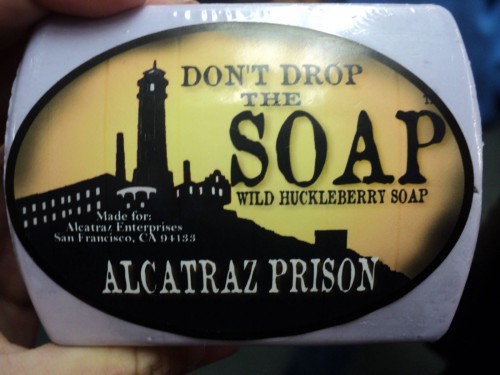 DON'T DROP
THE
SOAP
WILD HUCKLEBERRY SOAP
Made for:
Alcatraz Enterprises
San Francisco, CA 94133
ALCATRAZ PRISON